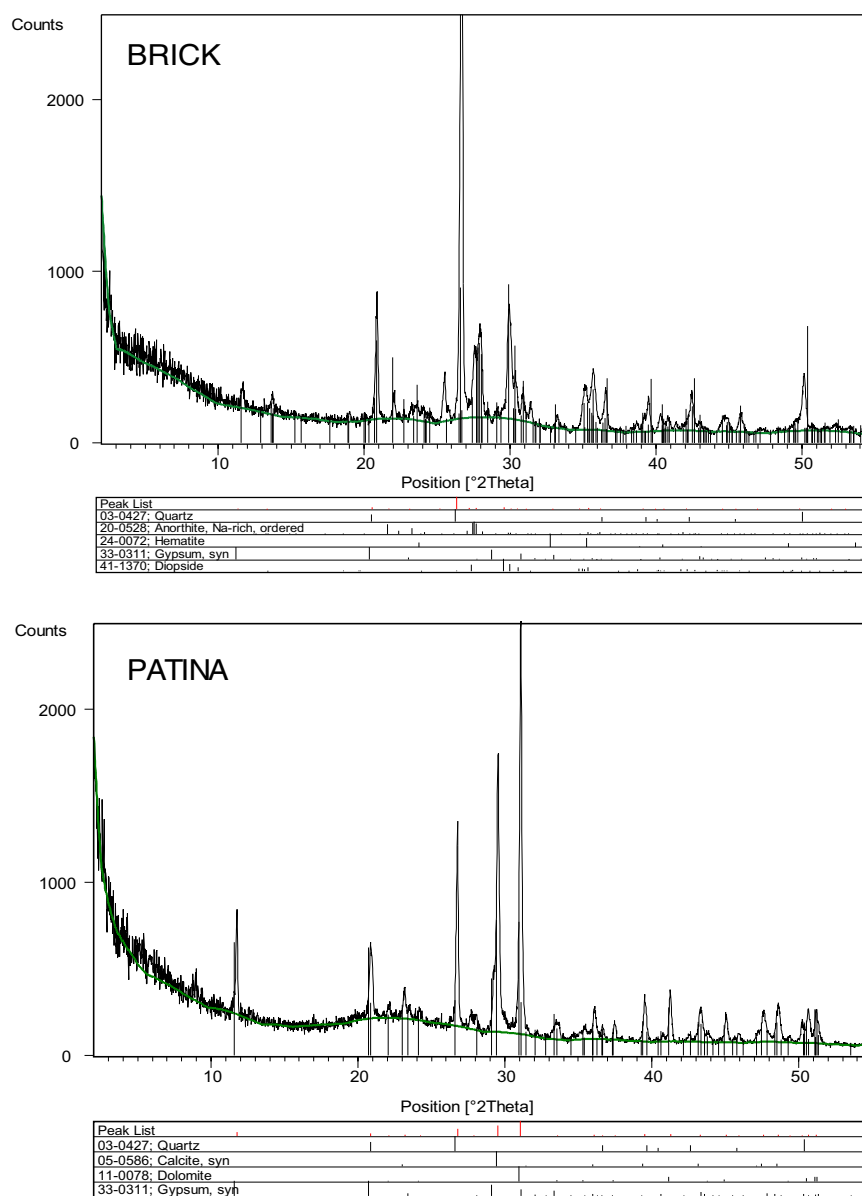 Counts
BRICK
2000
1000
0
10 20 30 40 50
Position [°2Theta]
Peak List
03-0427; Quartz
20-0528; Anorthite, Na-rich, ordered
24-0072; Hematite
33-0311; Gypsum, syn
41-1370; Diopside
Counts
PATINA
2000
1000
0
10 20 30 40 50
Position [°2Theta]
Peak List
03-0427; Quartz
05-0586; Calcite, syn
11-0078; Dolomite
33-0311; Gypsum, syn